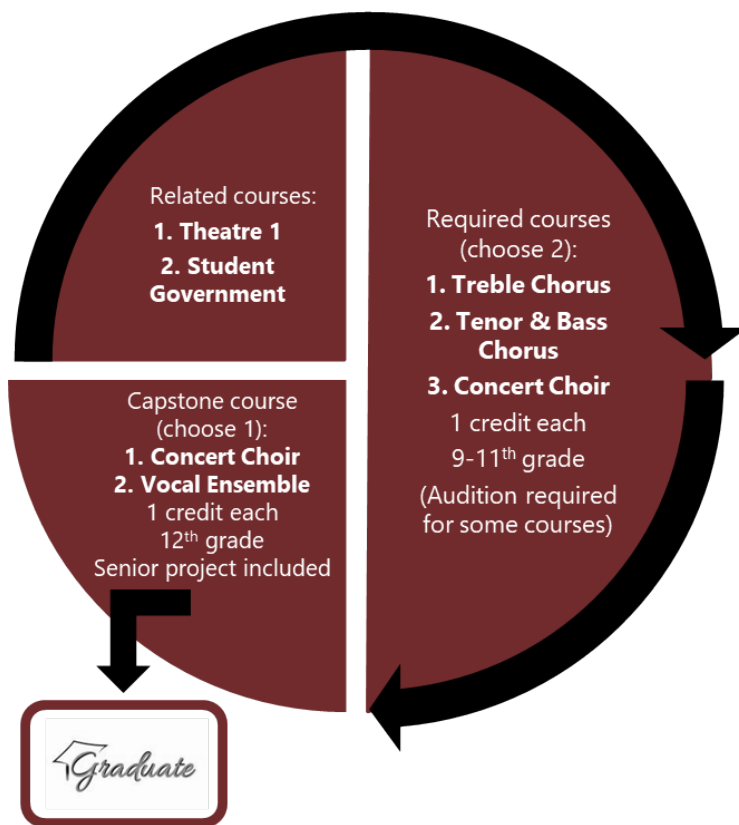 Related courses:
1. Theatre 1
2. Student
Government
Required courses
(choose 2):
1. Treble Chorus
2. Tenor & Bass
Chorus
3. Concert Choir
1 credit each
9-11th grade
(Audition required
for some courses)
Capstone course
(choose 1):
1. Concert Choir
2. Vocal Ensemble
1 credit each
12th grade
Senior project included
Graduate